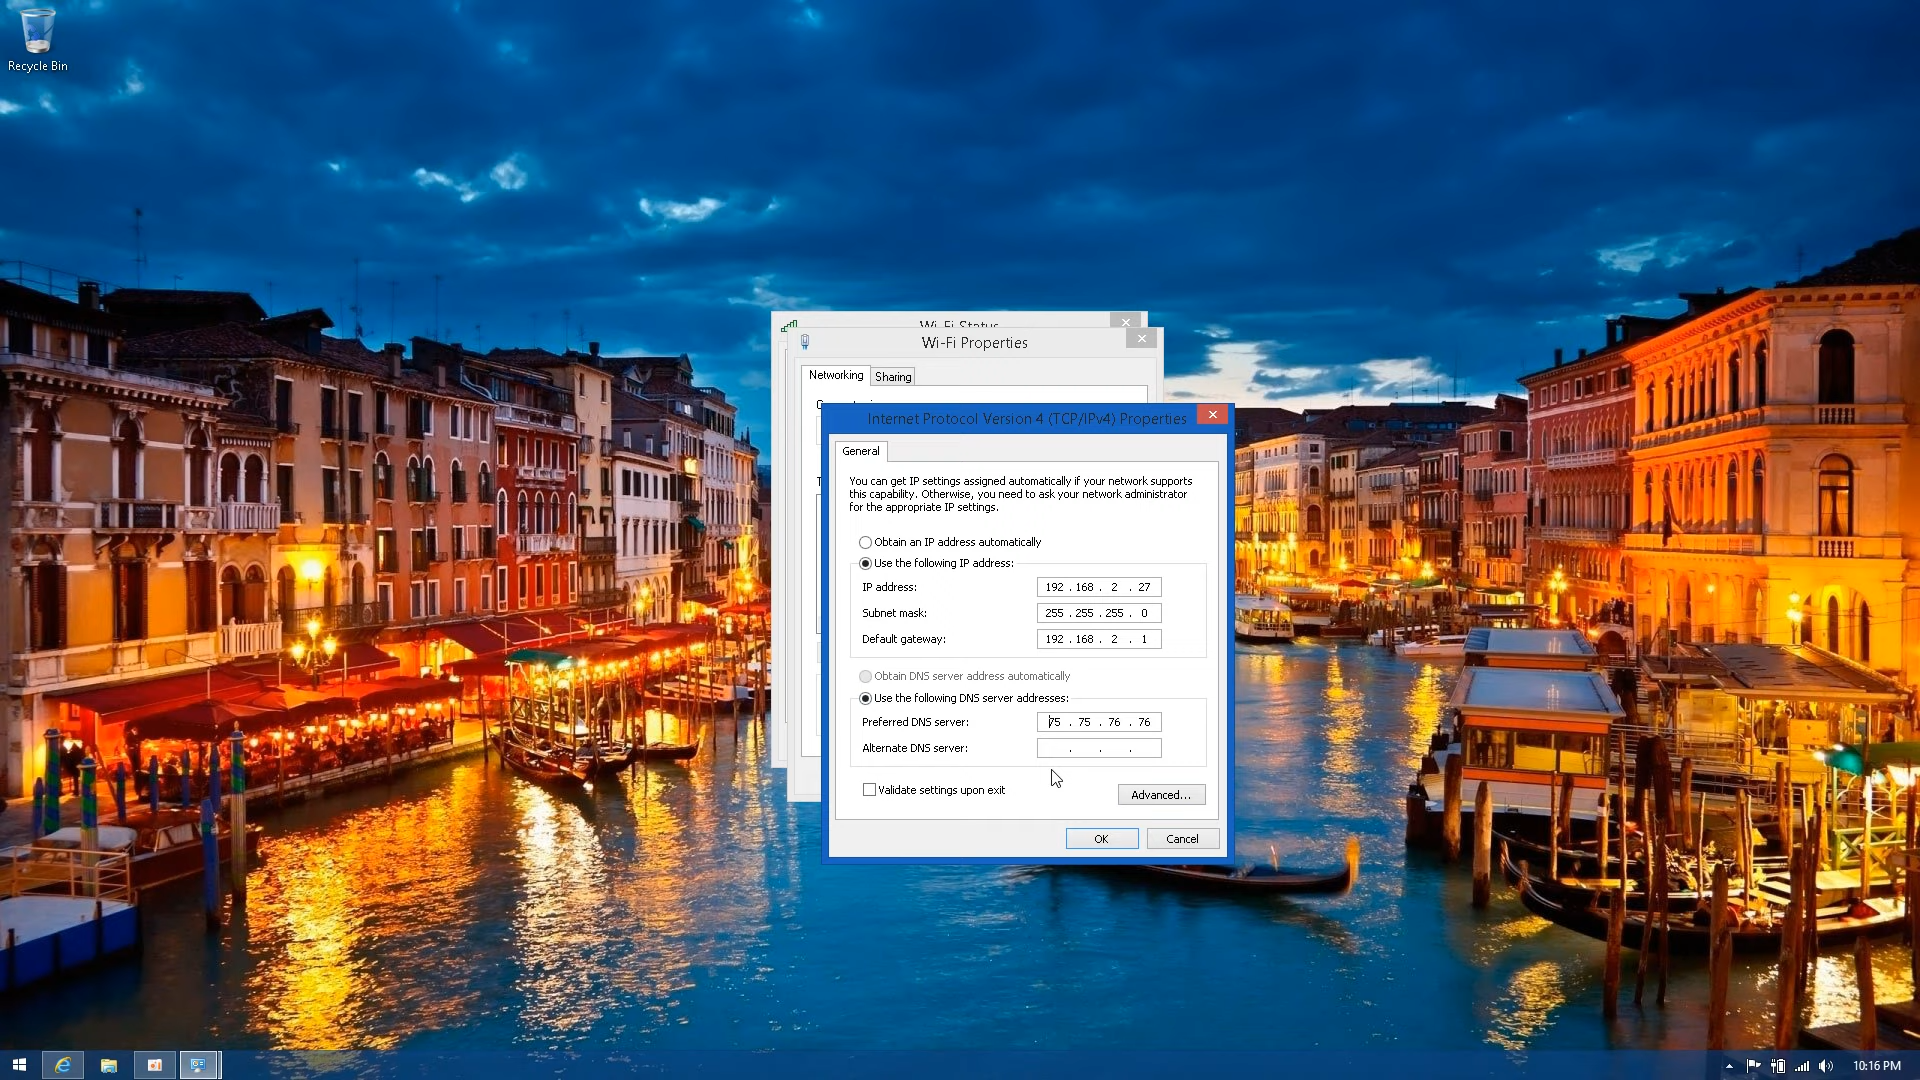 Recycle Bin
Wi-Fi Status
Wi-Fi Properties
Networking
Sharing
Internet Protocol Version 4 (TCP/IPv4) Properties
General
You can get IP settings assigned automatically if your network supports
this capability. Otherwise, you need to ask your network administrator
for the appropriate IP settings.
Obtain an IP address automatically
Use the following IP address:
IP address: 192 . 168 . 2 . 27
Subnet mask: 255 . 255 . 255 . 0
Default gateway: 192 . 168 . 2 . 1
Obtain DNS server address automatically
Use the following DNS server addresses:
Preferred DNS server: 75 . 75 . 76 . 76
Alternate DNS server: . . .
Validate settings upon exit
Advanced...
OK
Cancel
10:16 PM